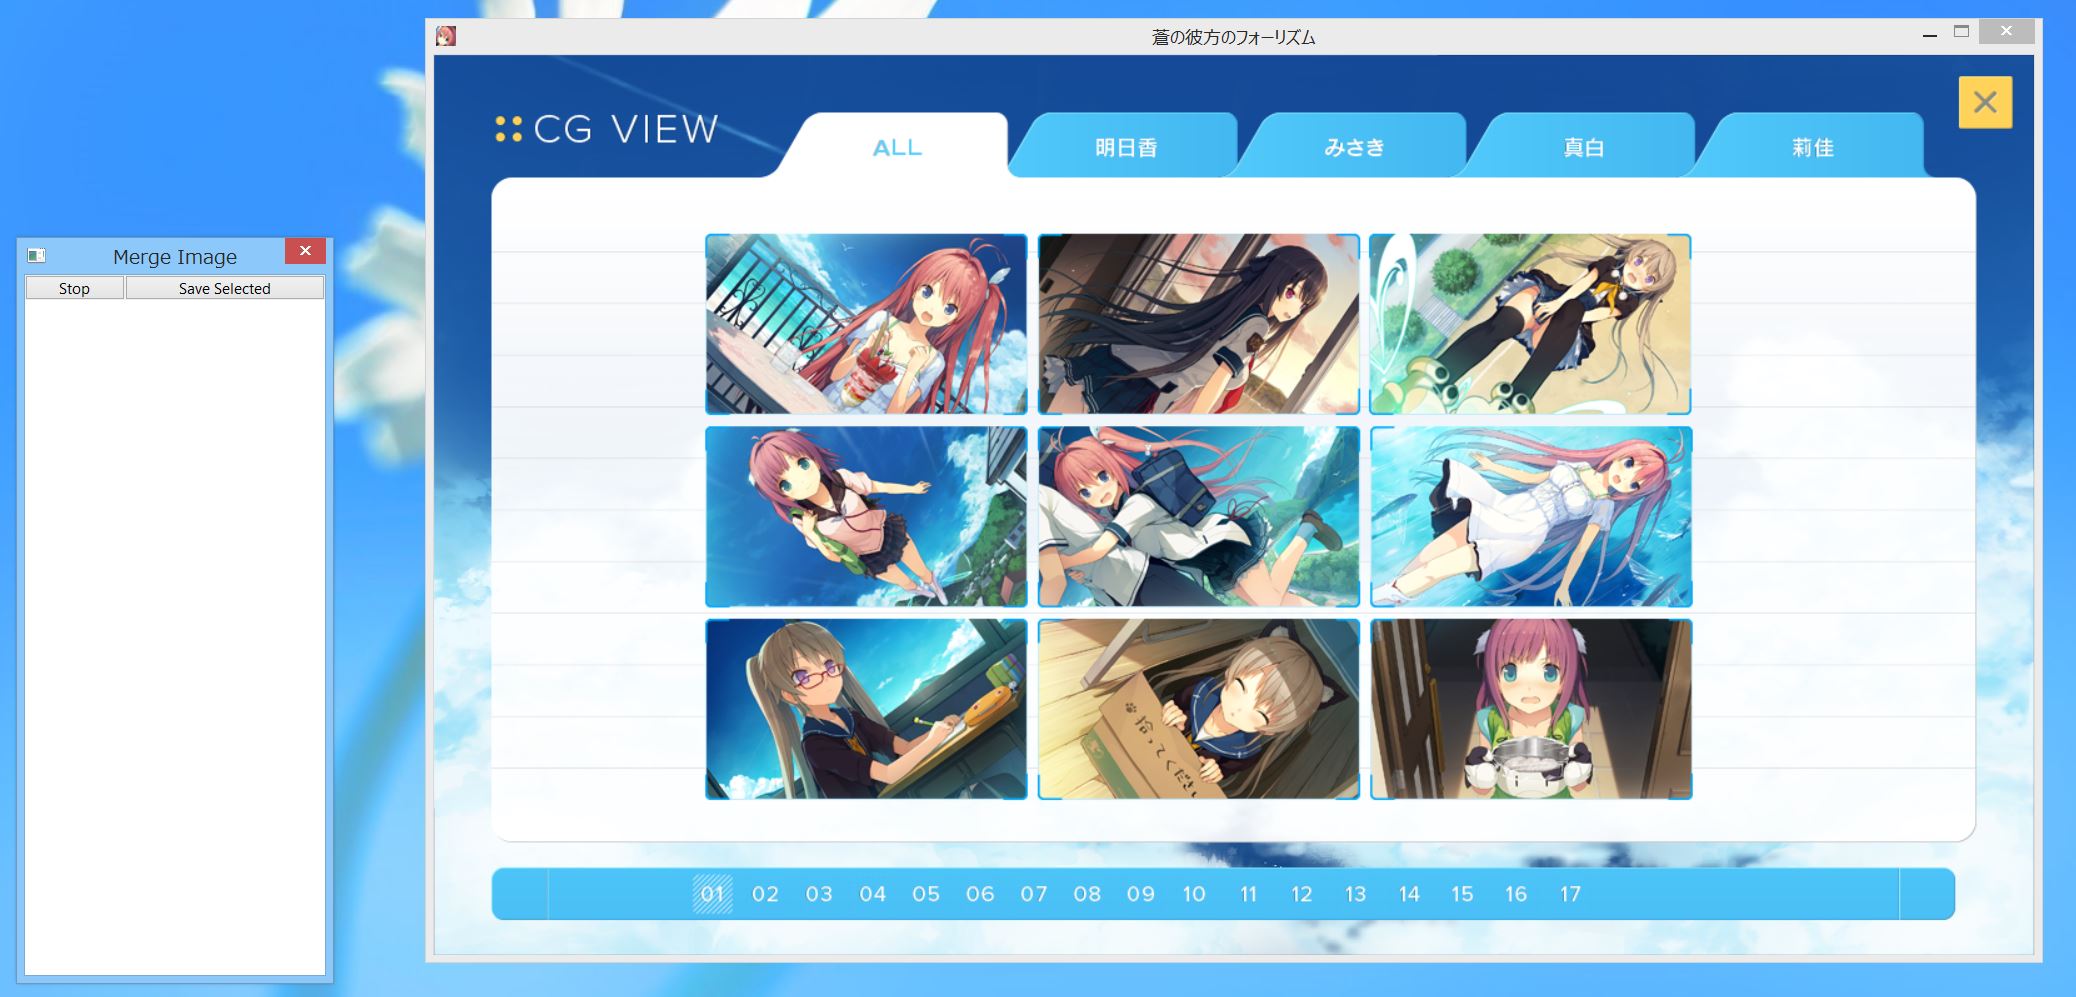 蒼の彼方のフォーリズム
CG VIEW
ALL
明日香
みさき
真白
莉佳
Merge Image
Stop
Save Selected
拾ってください
01 02 03 04 05 06 07 08 09 10 11 12 13 14 15 16 17